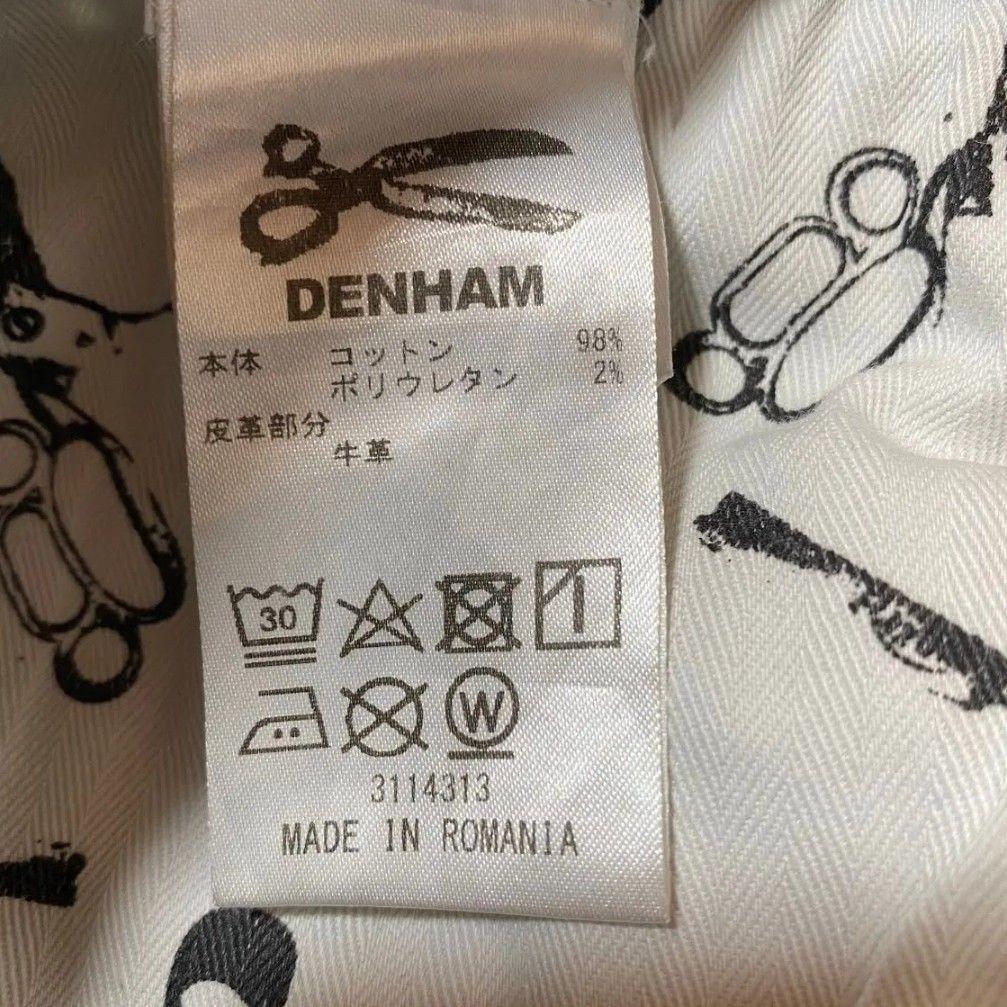 DENHAM
本体 コットン 98%
ポリウレタン 2%
皮革部分
牛革
30
W
3114313
MADE IN ROMANIA